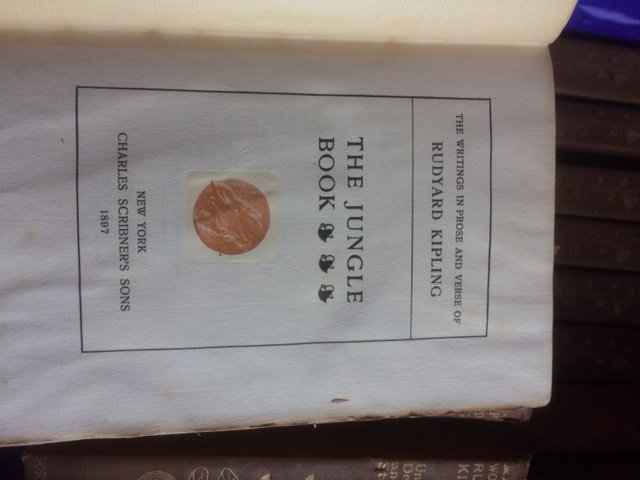 THE WRITINGS IN PROSE AND VERSE OF
RUDYARD KIPLING
THE JUNGLE
BOOK
NEW YORK
CHARLES SCRIBNER'S SONS
1897